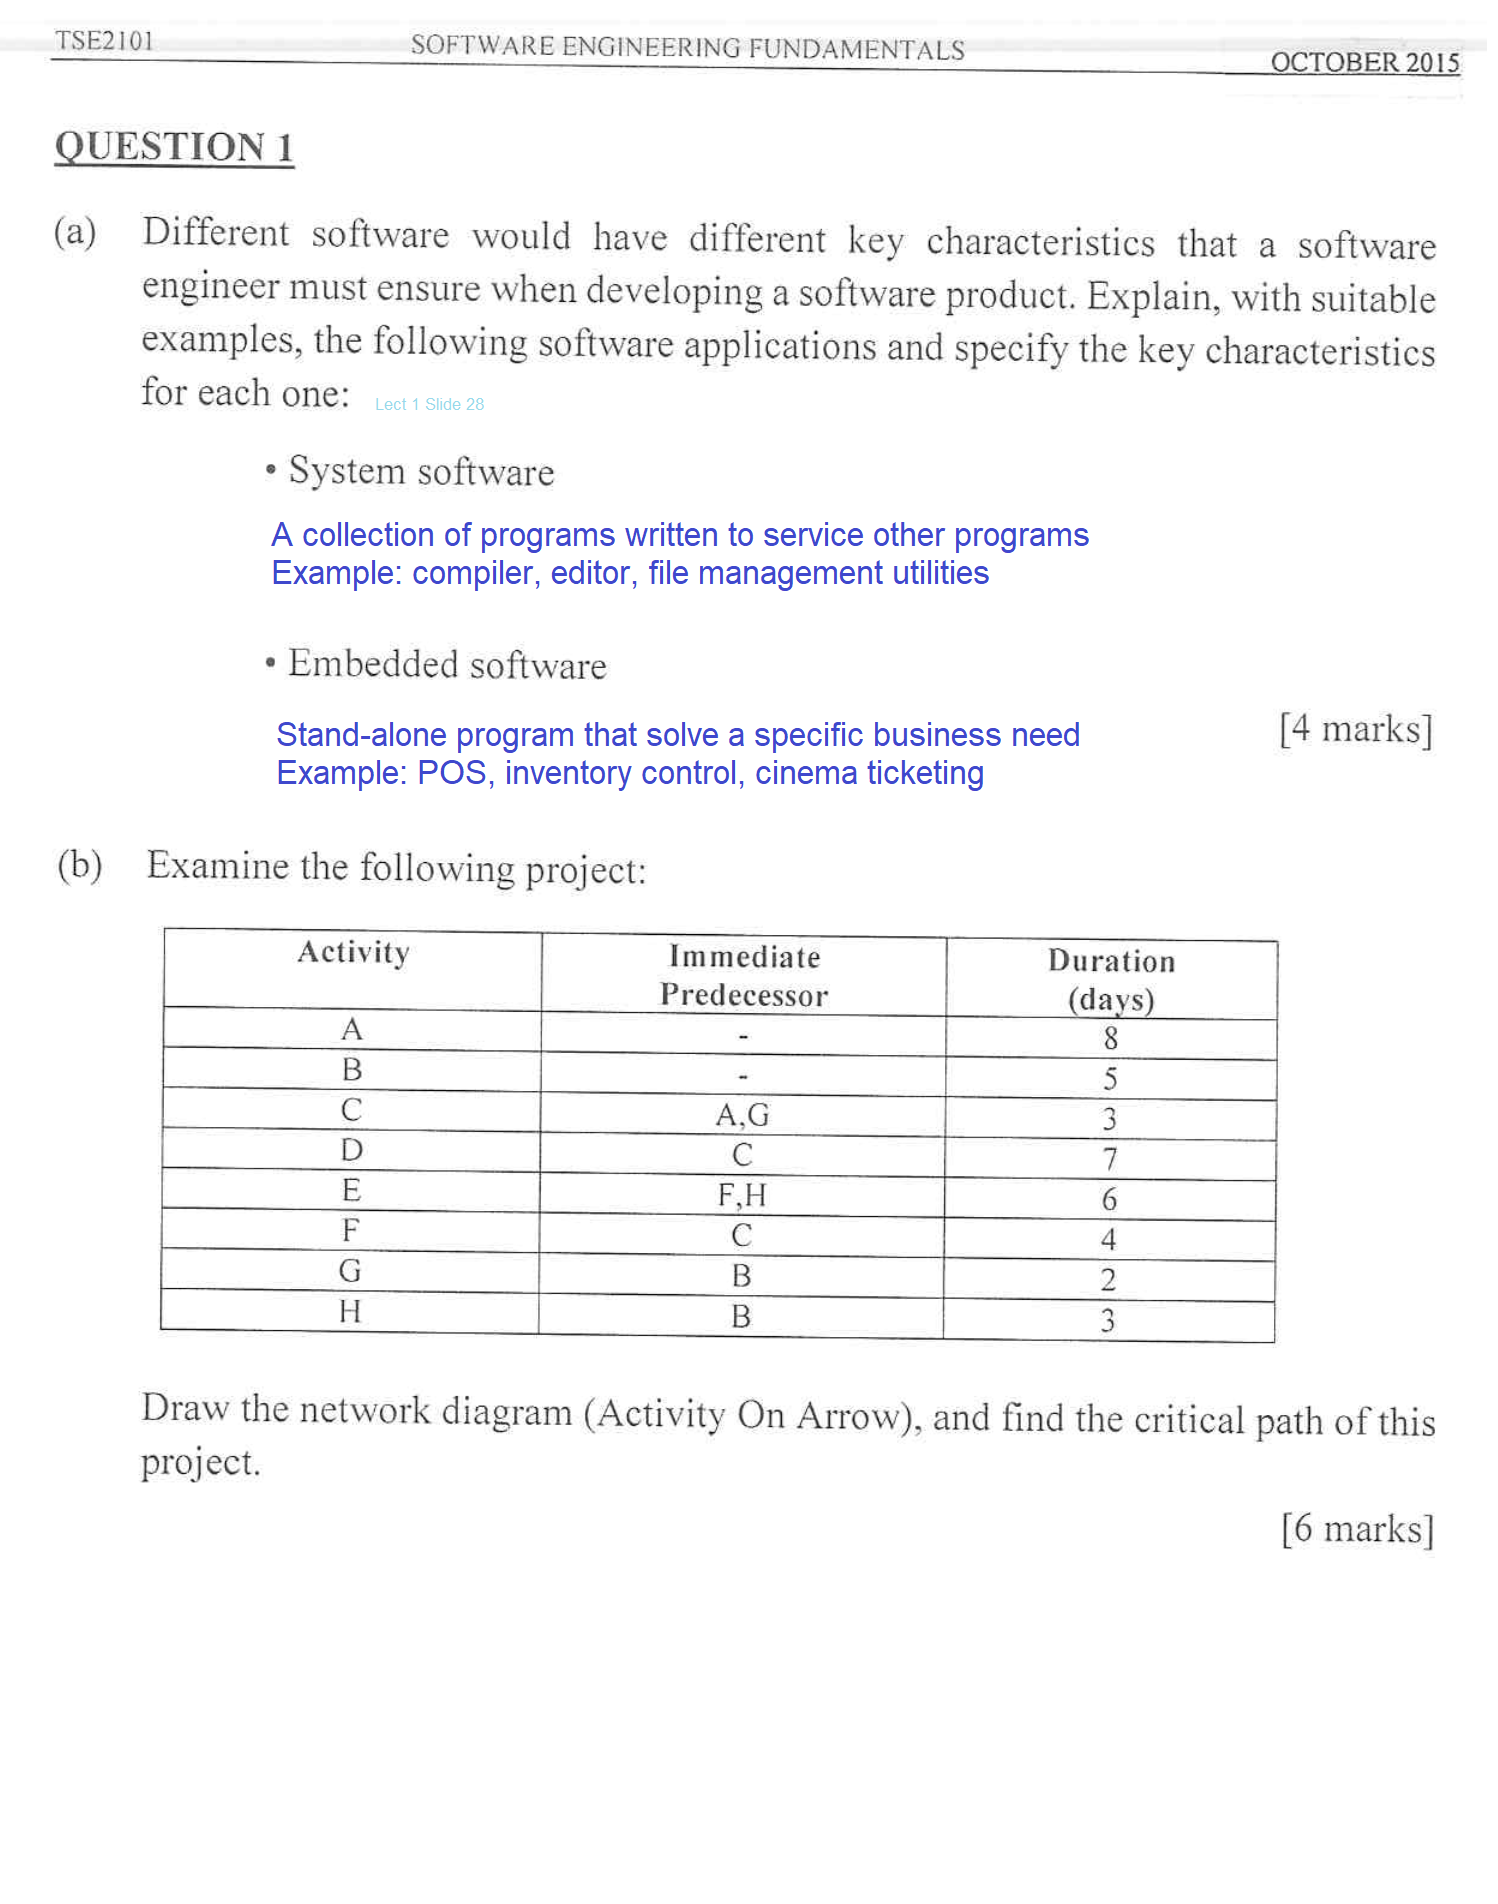 TSE2101 SOFTWARE ENGINEERING FUNDAMENTALS OCTOBER 2015
QUESTION 1
(a) Different software would have different key characteristics that a software
engineer must ensure when developing a software product. Explain, with suitable
examples, the following software applications and specify the key characteristics
for each one: Lect 1 Slide 28
• System software
A collection of programs written to service other programs
Example: compiler, editor, file management utilities
• Embedded software
Stand-alone program that solve a specific business need [4 marks]
Example: POS, inventory control, cinema ticketing
(b) Examine the following project:
Activity Immediate Duration
Predecessor (days)
A - 8
B - 5
C A,G 3
D C 7
E F,H 6
F C 4
G B 2
H B 3
Draw the network diagram (Activity On Arrow), and find the critical path of this
project.
[6 marks]